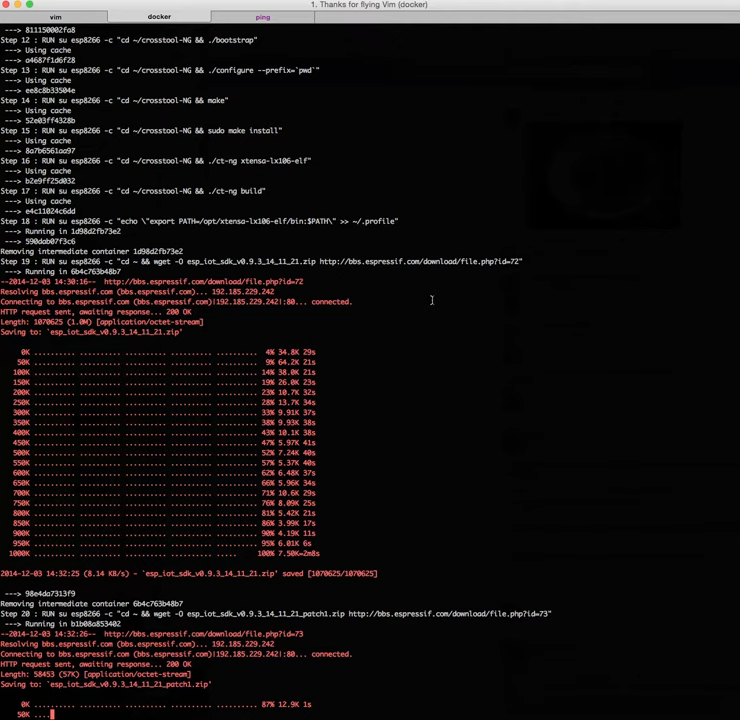 1. Thanks for flying Vim (docker)
vim docker ping
---> 811150002fa8
Step 12 : RUN su esp8266 -c "cd ~/crosstool-NG && ./bootstrap"
---> Using cache
---> a4687f1d6f28
Step 13 : RUN su esp8266 -c "cd ~/crosstool-NG && ./configure --prefix=`pwd`"
---> Using cache
---> ee8c8b33504e
Step 14 : RUN su esp8266 -c "cd ~/crosstool-NG && make"
---> Using cache
---> 52e03ff4328b
Step 15 : RUN su esp8266 -c "cd ~/crosstool-NG && sudo make install"
---> Using cache
---> 8a7b6561aa97
Step 16 : RUN su esp8266 -c "cd ~/crosstool-NG && ./ct-ng xtensa-lx106-elf"
---> Using cache
---> b2e9ff25d032
Step 17 : RUN su esp8266 -c "cd ~/crosstool-NG && ./ct-ng build"
---> Using cache
---> e4c11024c6dd
Step 18 : RUN su esp8266 -c "echo \"export PATH=/opt/xtensa-lx106-elf/bin:$PATH\" >> ~/.profile"
---> Running in 1d98d2fb73e2
---> 590dab07f3c6
Removing intermediate container 1d98d2fb73e2
Step 19 : RUN su esp8266 -c "cd ~ && wget -O esp_iot_sdk_v0.9.3_14_11_21.zip http://bbs.espressif.com/download/file.php?id=72"
---> Running in 6b4c763b48b7
--2014-12-03 14:30:16-- http://bbs.espressif.com/download/file.php?id=72
Resolving bbs.espressif.com (bbs.espressif.com)... 192.185.229.242
Connecting to bbs.espressif.com (bbs.espressif.com)|192.185.229.242|:80... connected.
HTTP request sent, awaiting response... 200 OK
Length: 1070625 (1.0M) [application/octet-stream]
Saving to: `esp_iot_sdk_v0.9.3_14_11_21.zip'
0K .......... .......... .......... .......... .......... 4% 34.8K 29s
50K .......... .......... .......... .......... .......... 9% 64.2K 21s
100K .......... .......... .......... .......... .......... 14% 38.0K 21s
150K .......... .......... .......... .......... .......... 19% 26.0K 23s
200K .......... .......... .......... .......... .......... 23% 10.7K 32s
250K .......... .......... .......... .......... .......... 28% 13.7K 34s
300K .......... .......... .......... .......... .......... 33% 9.91K 37s
350K .......... .......... .......... .......... .......... 38% 9.93K 38s
400K .......... .......... .......... .......... .......... 43% 10.1K 38s
450K .......... .......... .......... .......... .......... 47% 5.97K 41s
500K .......... .......... .......... .......... .......... 52% 7.24K 40s
550K .......... .......... .......... .......... .......... 57% 5.37K 40s
600K .......... .......... .......... .......... .......... 62% 6.48K 37s
650K .......... .......... .......... .......... .......... 66% 5.96K 34s
700K .......... .......... .......... .......... .......... 71% 10.6K 29s
750K .......... .......... .......... .......... .......... 76% 8.09K 25s
800K .......... .......... .......... .......... .......... 81% 5.42K 21s
850K .......... .......... .......... .......... .......... 86% 3.99K 17s
900K .......... .......... .......... .......... .......... 90% 4.19K 11s
950K .......... .......... .......... .......... .......... 95% 6.01K 6s
1000K .......... .......... .......... .......... ..... 100% 7.50K=2m8s
2014-12-03 14:32:25 (8.14 KB/s) - `esp_iot_sdk_v0.9.3_14_11_21.zip' saved [1070625/1070625]
---> 98e4da7313f9
Removing intermediate container 6b4c763b48b7
Step 20 : RUN su esp8266 -c "cd ~ && wget -O esp_iot_sdk_v0.9.3_14_11_21_patch1.zip http://bbs.espressif.com/download/file.php?id=73"
---> Running in b1b08a853402
--2014-12-03 14:32:26-- http://bbs.espressif.com/download/file.php?id=73
Resolving bbs.espressif.com (bbs.espressif.com)... 192.185.229.242
Connecting to bbs.espressif.com (bbs.espressif.com)|192.185.229.242|:80... connected.
HTTP request sent, awaiting response... 200 OK
Length: 58453 (57K) [application/octet-stream]
Saving to: `esp_iot_sdk_v0.9.3_14_11_21_patch1.zip'
0K .......... .......... .......... .......... .......... 87% 12.9K 1s
50K ....